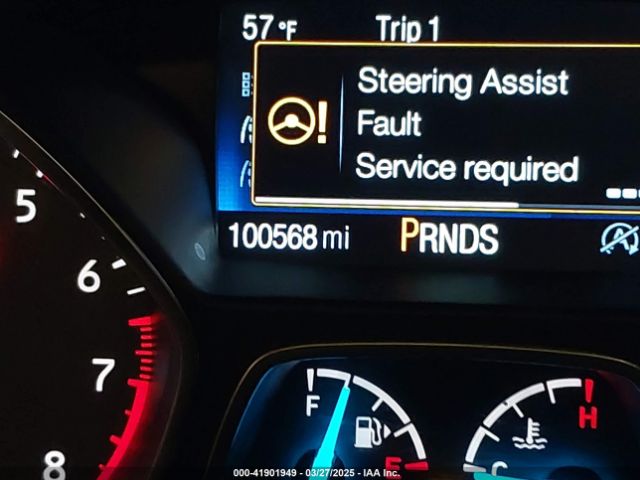 57°F Trip 1
Steering Assist
Fault
Service required
100568 mi PRNDS
5
6
7
8
F
E
H
C
000-41901949 - 03/27/2025 - IAA Inc.